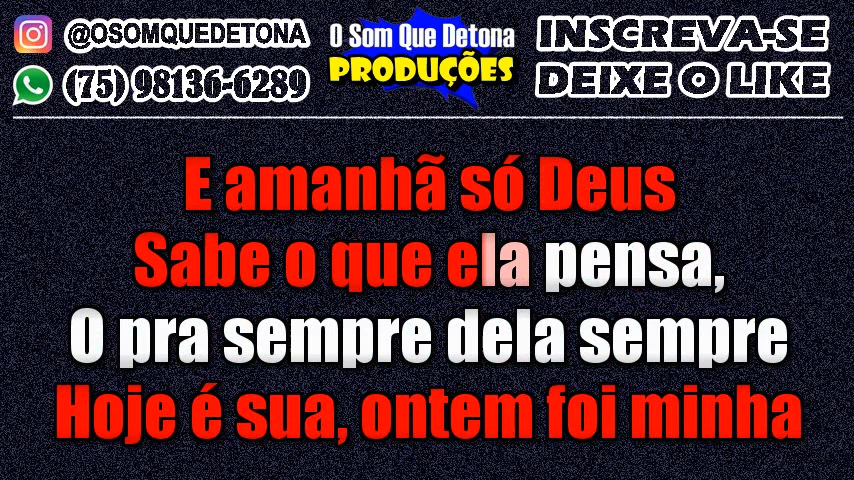 @OSOMQUEDETONA
(75) 98136-6289
O Som Que Detona
PRODUÇÕES
INSCREVA-SE
DEIXE O LIKE
E amanhã só Deus
Sabe o que ela pensa,
O pra sempre dela sempre
Hoje é sua, ontem foi minha